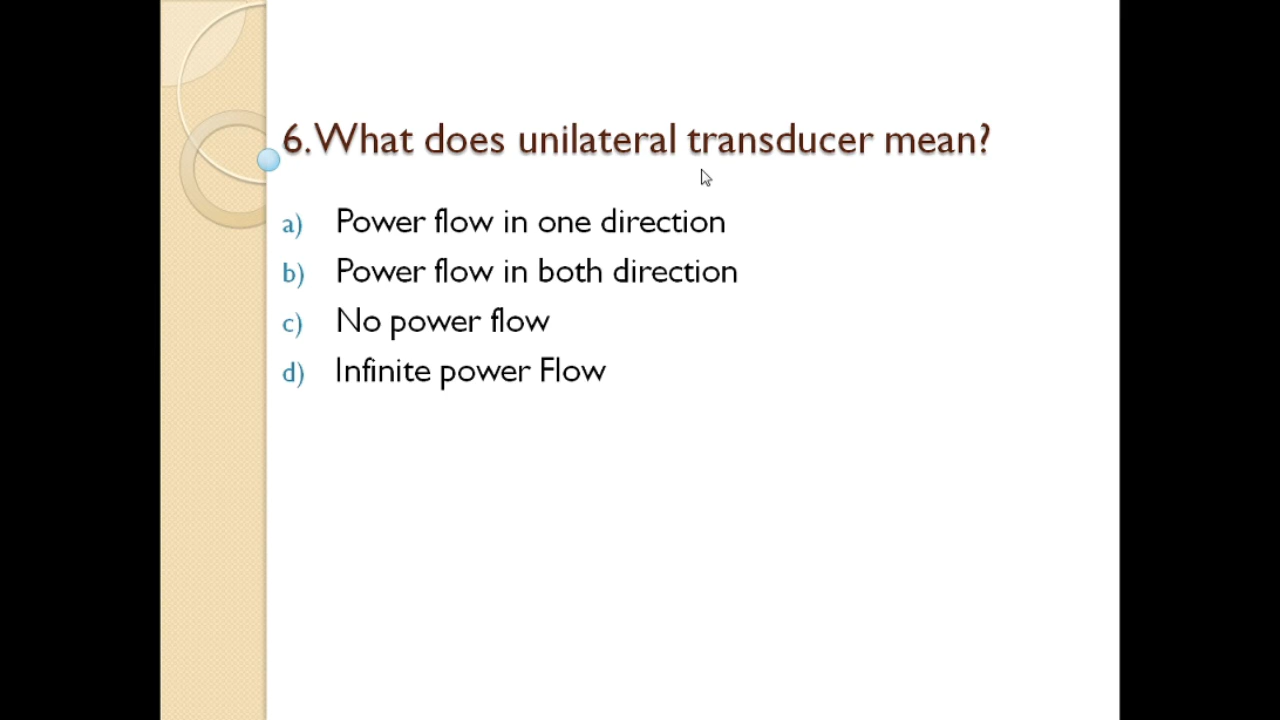 6. What does unilateral transducer mean?
a) Power flow in one direction
b) Power flow in both direction
c) No power flow
d) Infinite power Flow